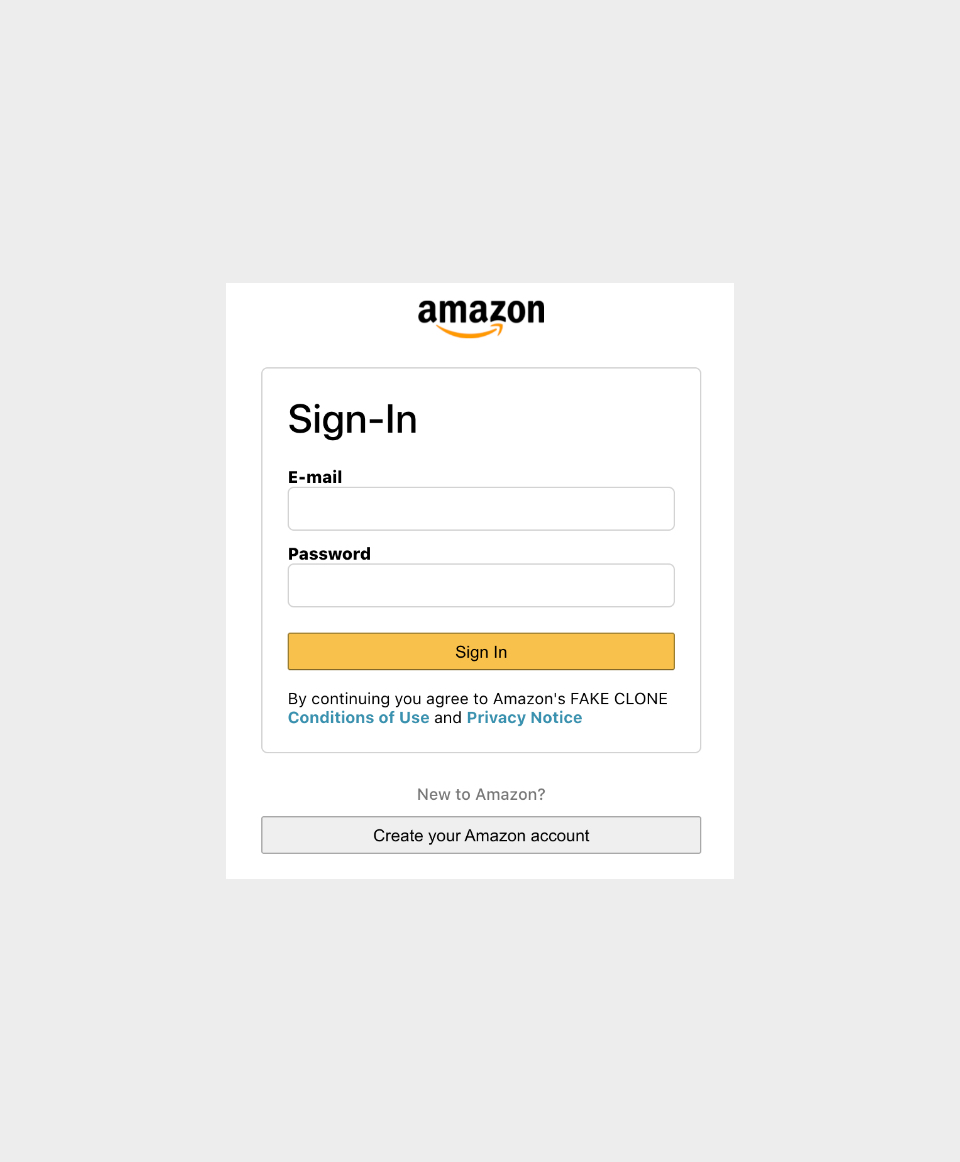 amazon
Sign-In
E-mail
Password
Sign In
By continuing you agree to Amazon's FAKE CLONE
Conditions of Use and Privacy Notice
New to Amazon?
Create your Amazon account